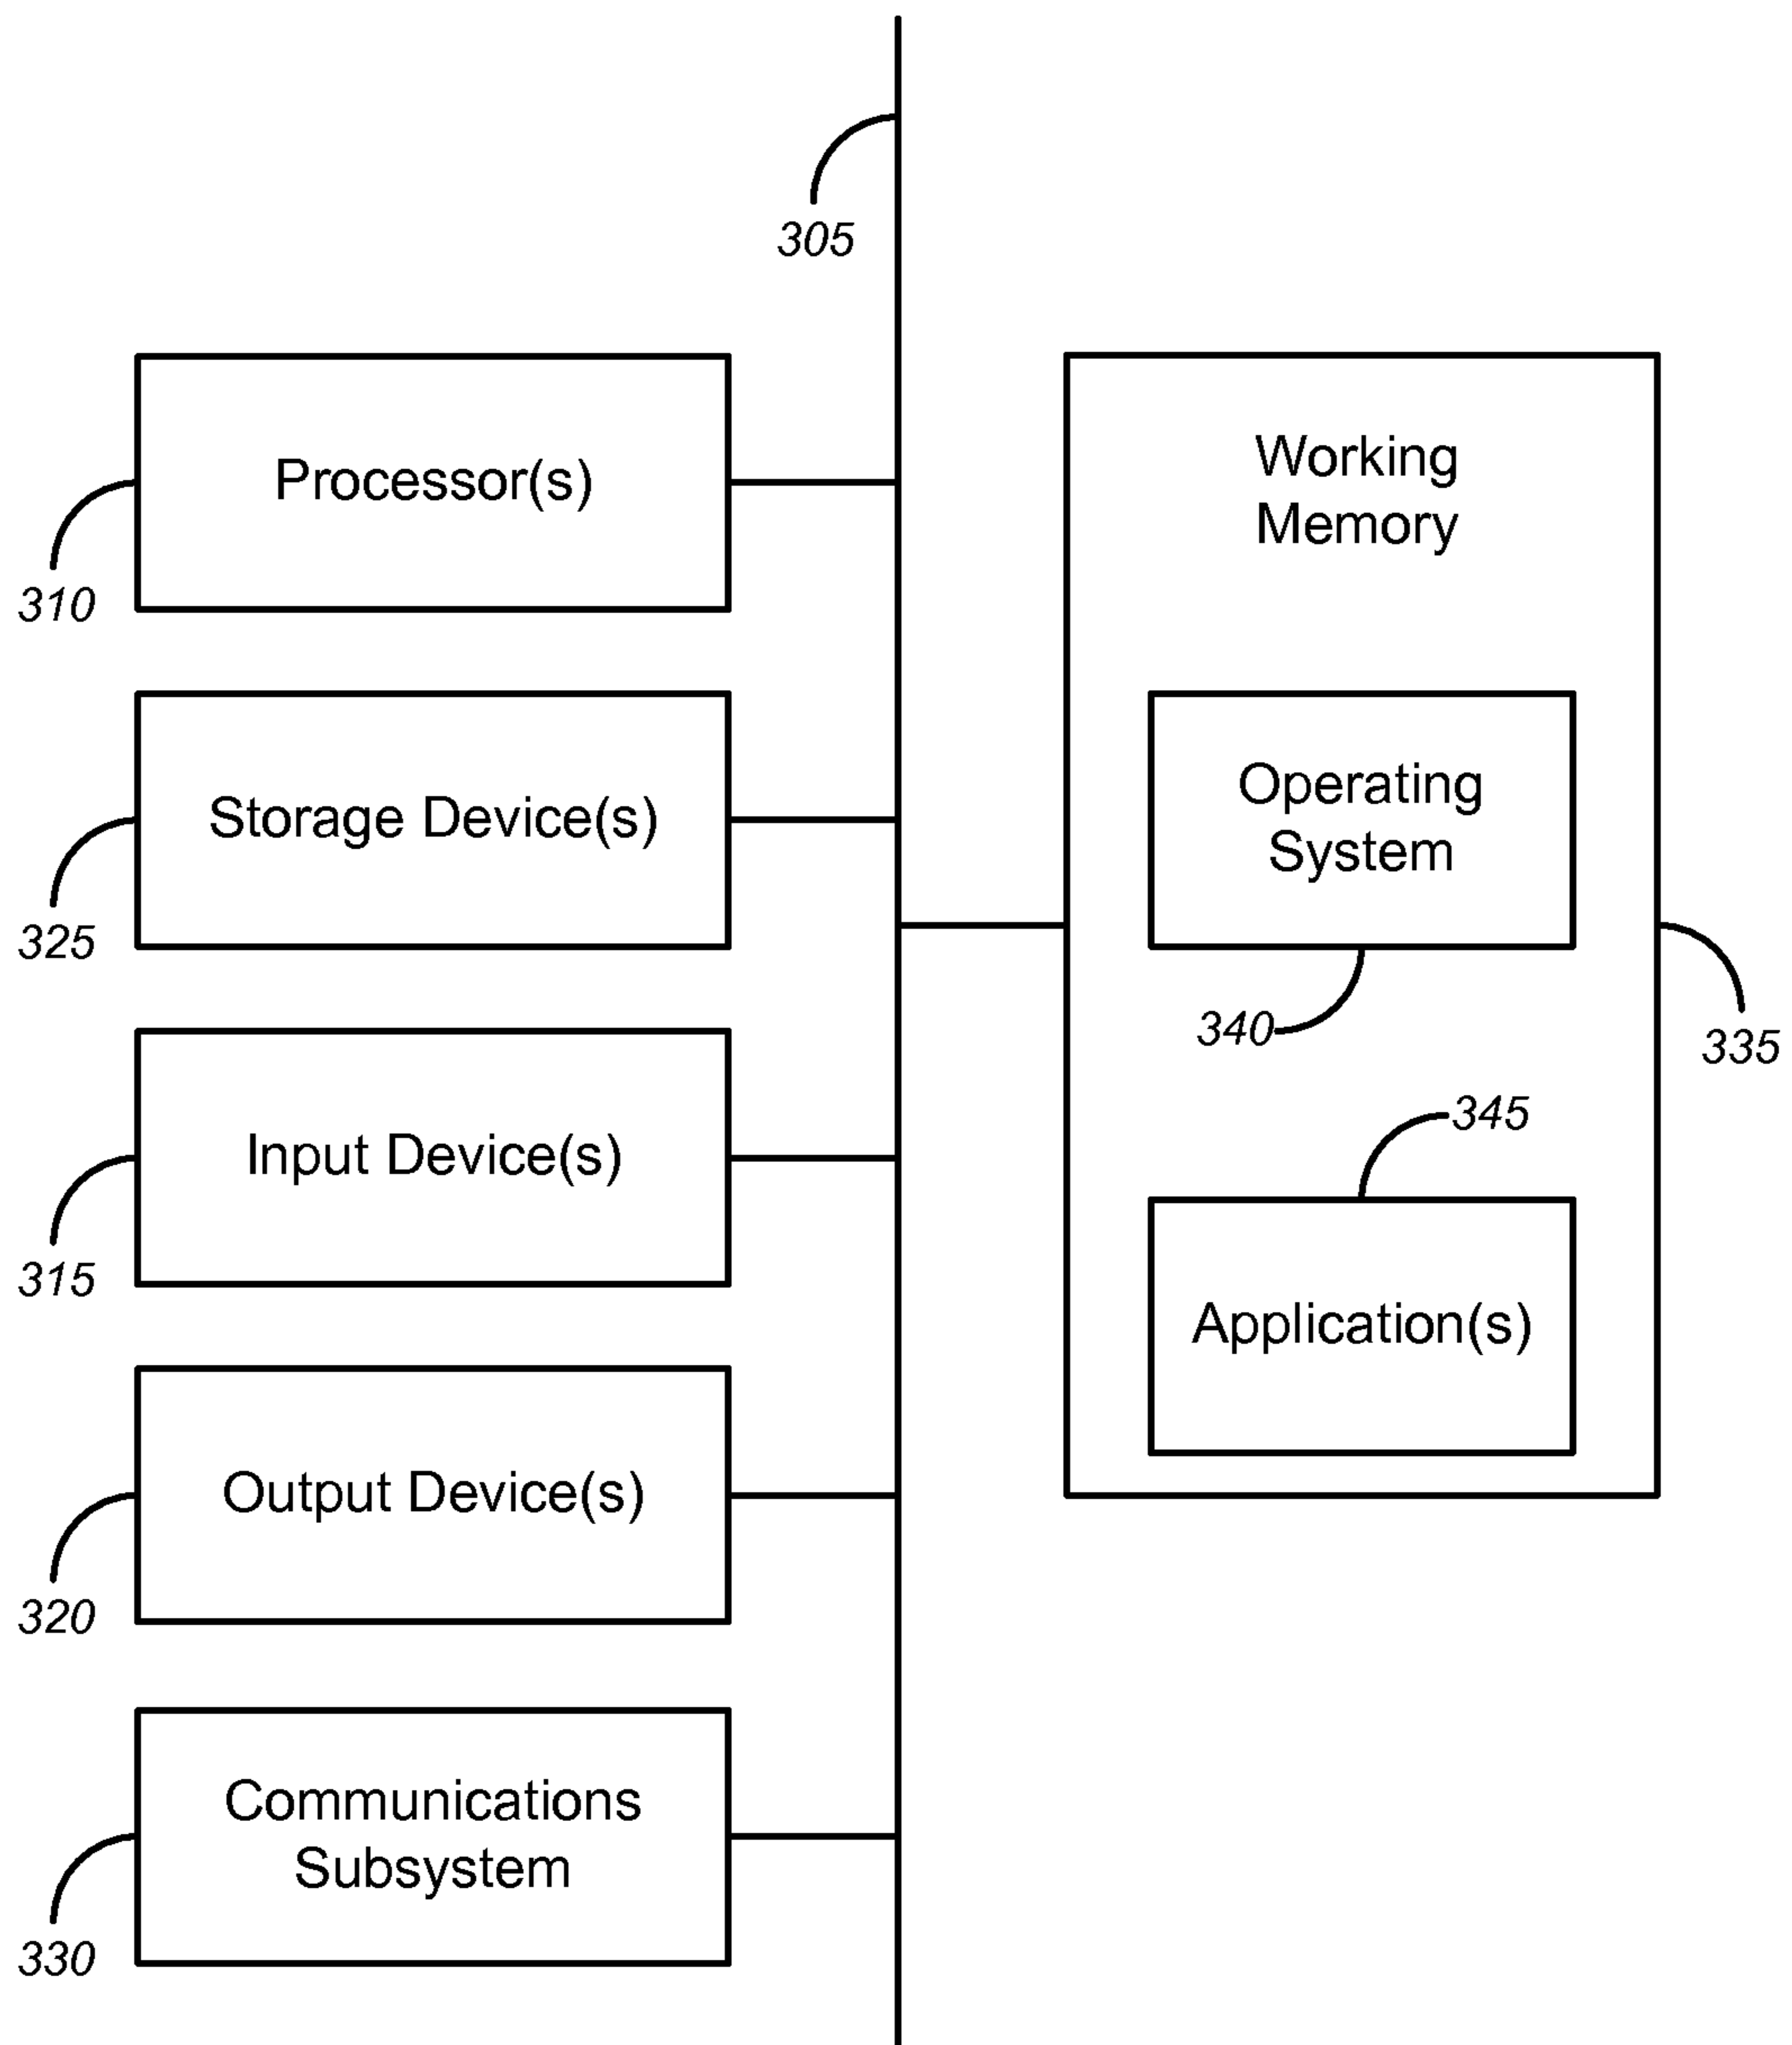 305
Processor(s)
310
Storage Device(s)
325
Input Device(s)
315
Output Device(s)
320
Communications
Subsystem
330
Working
Memory
Operating
System
340
335
345
Application(s)